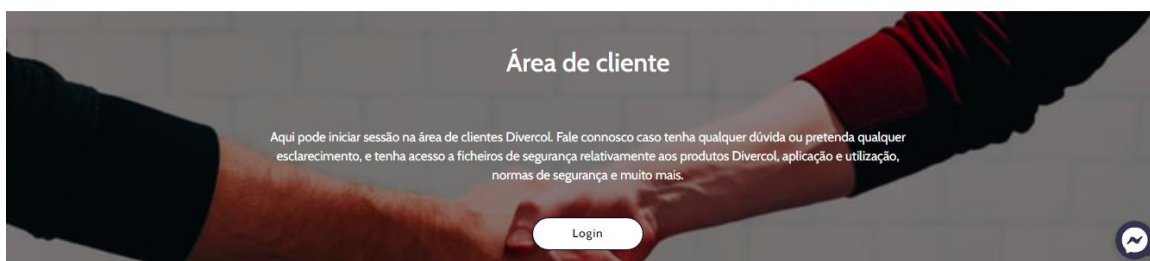 Área de cliente
Aqui pode iniciar sessão na área de clientes Divercol. Fale connosco caso tenha qualquer dúvida ou pretenda qualquer
esclarecimento, e tenha acesso a ficheiros de segurança relativamente aos produtos Divercol, aplicação e utilização,
normas de segurança e muito mais.
Login